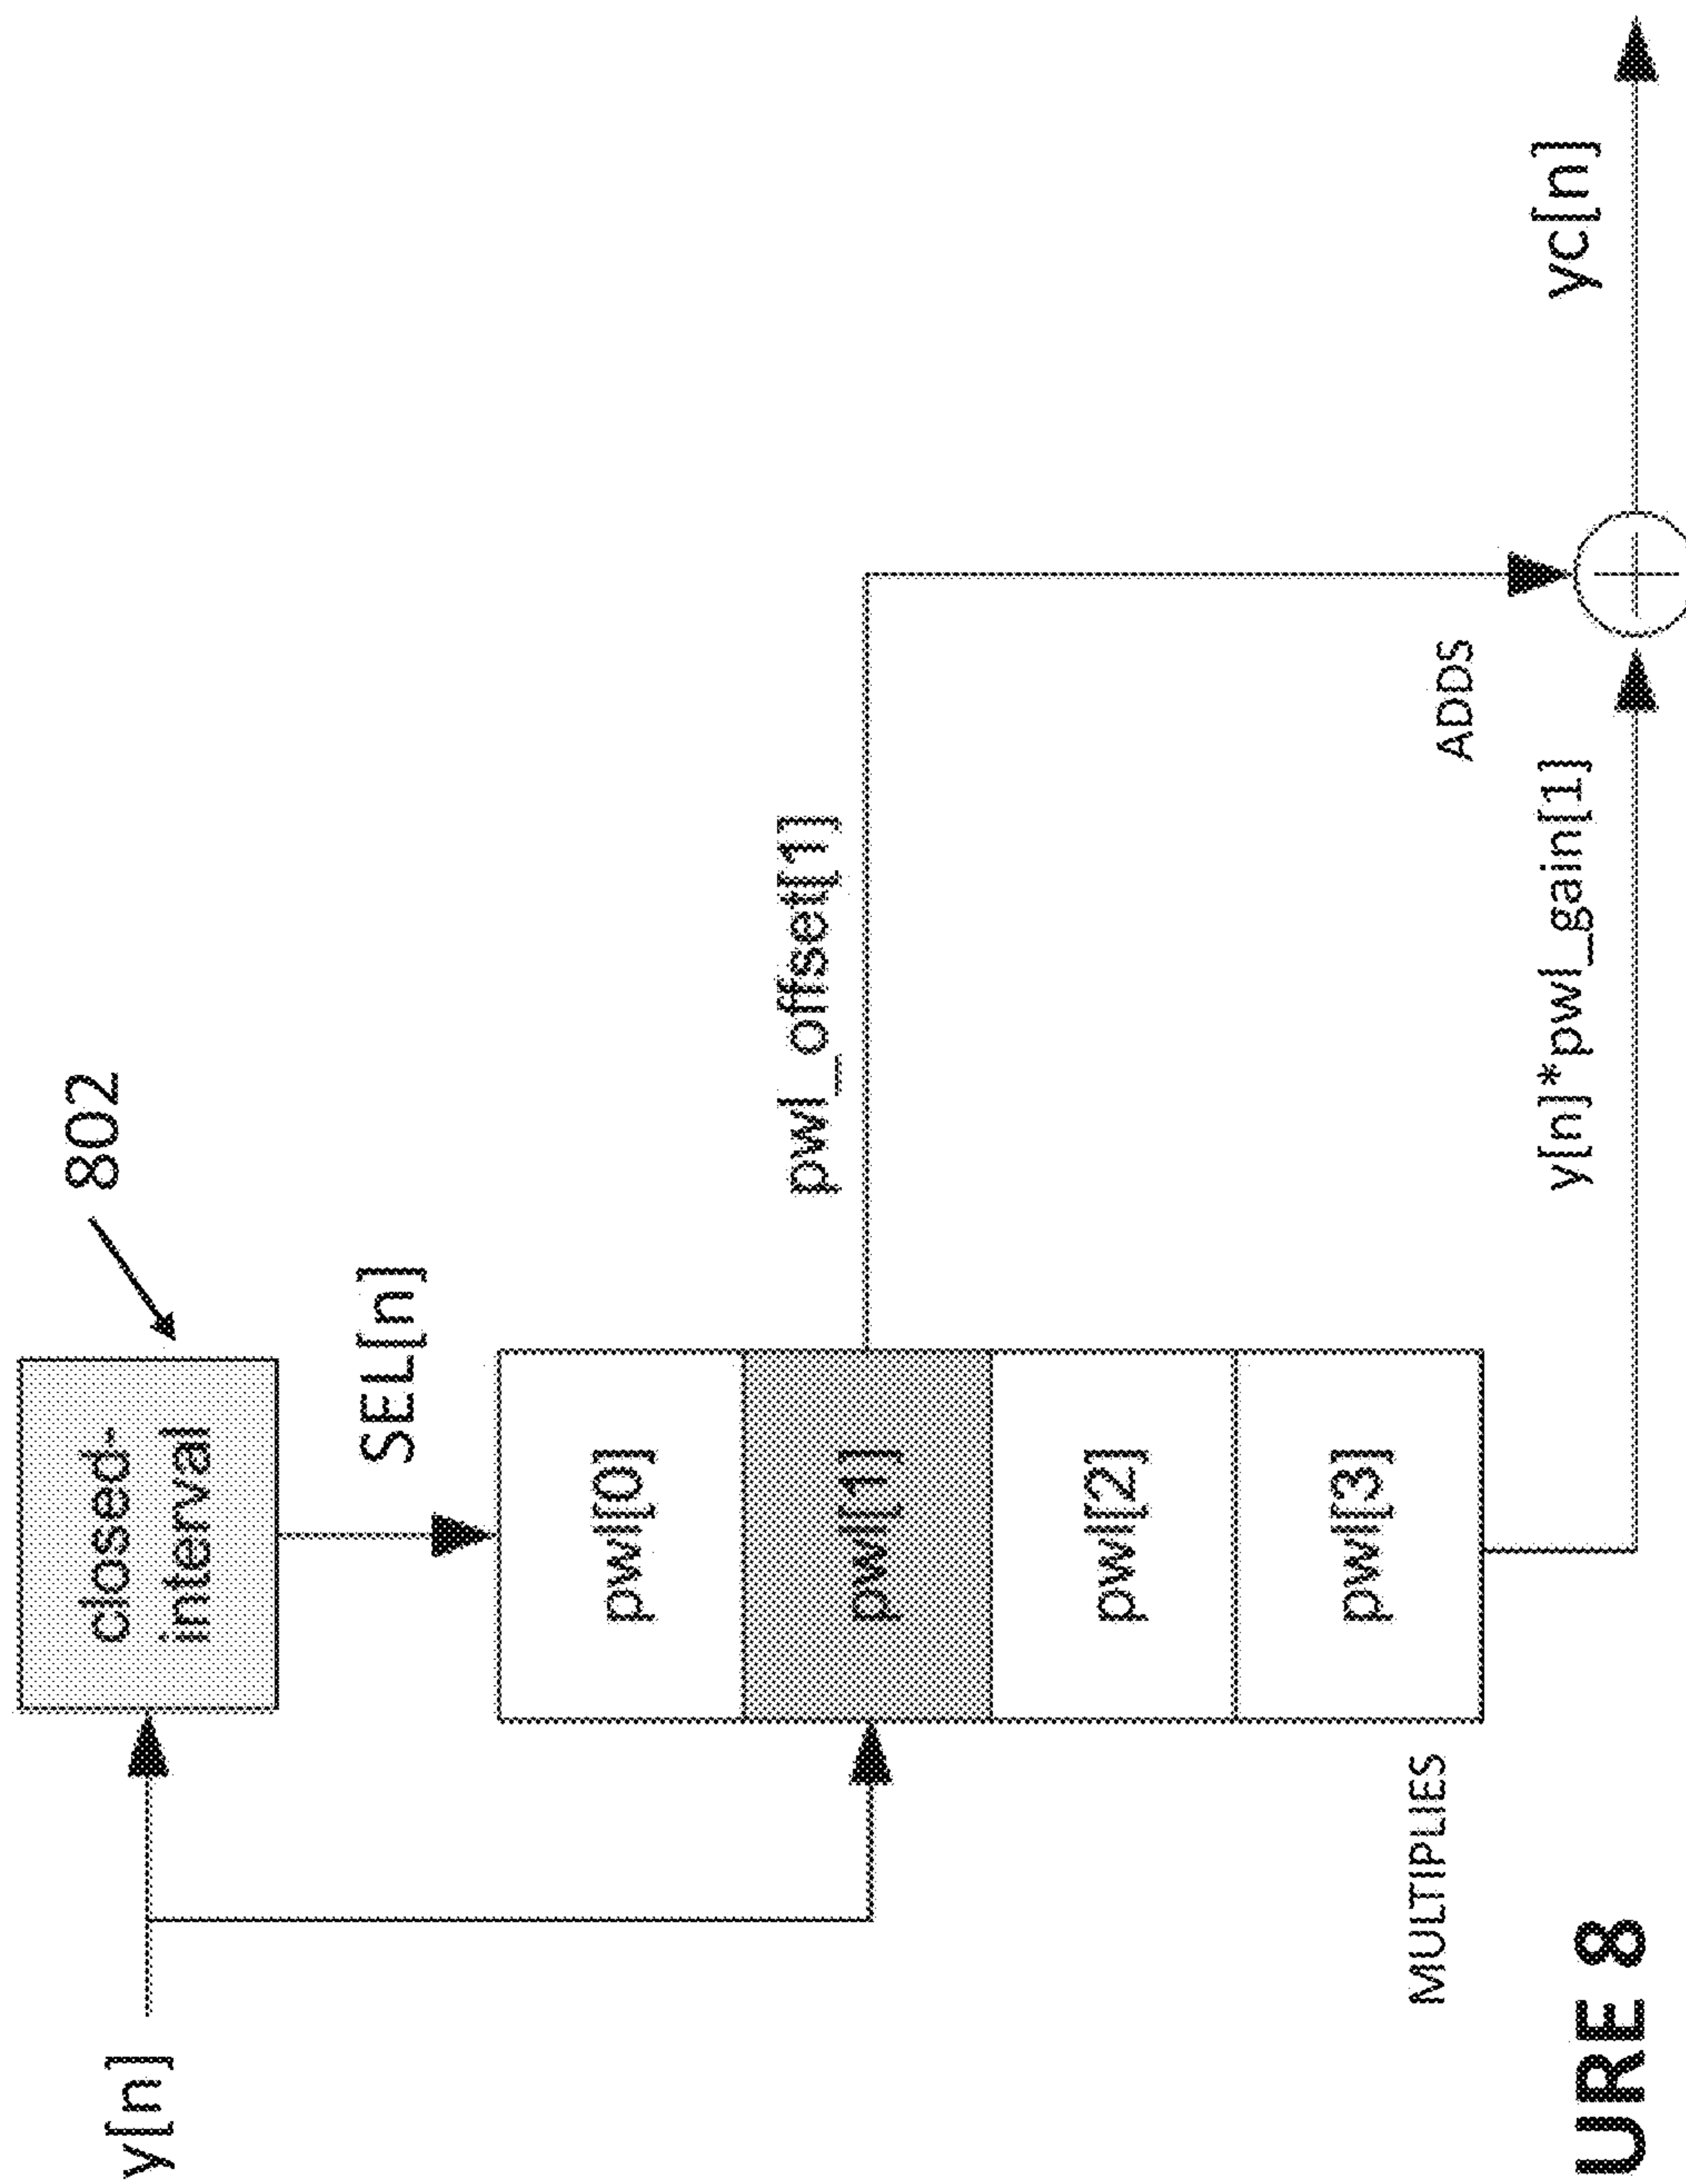 y[n]
closed-
interval
802
SEL[n]
pwl[0]
pwl[1]
pwl[2]
pwl[3]
pwl_offset[1]
MULTIPLIES
y[n]*pwl_gain[1]
ADDS
yc[n]
URE 8